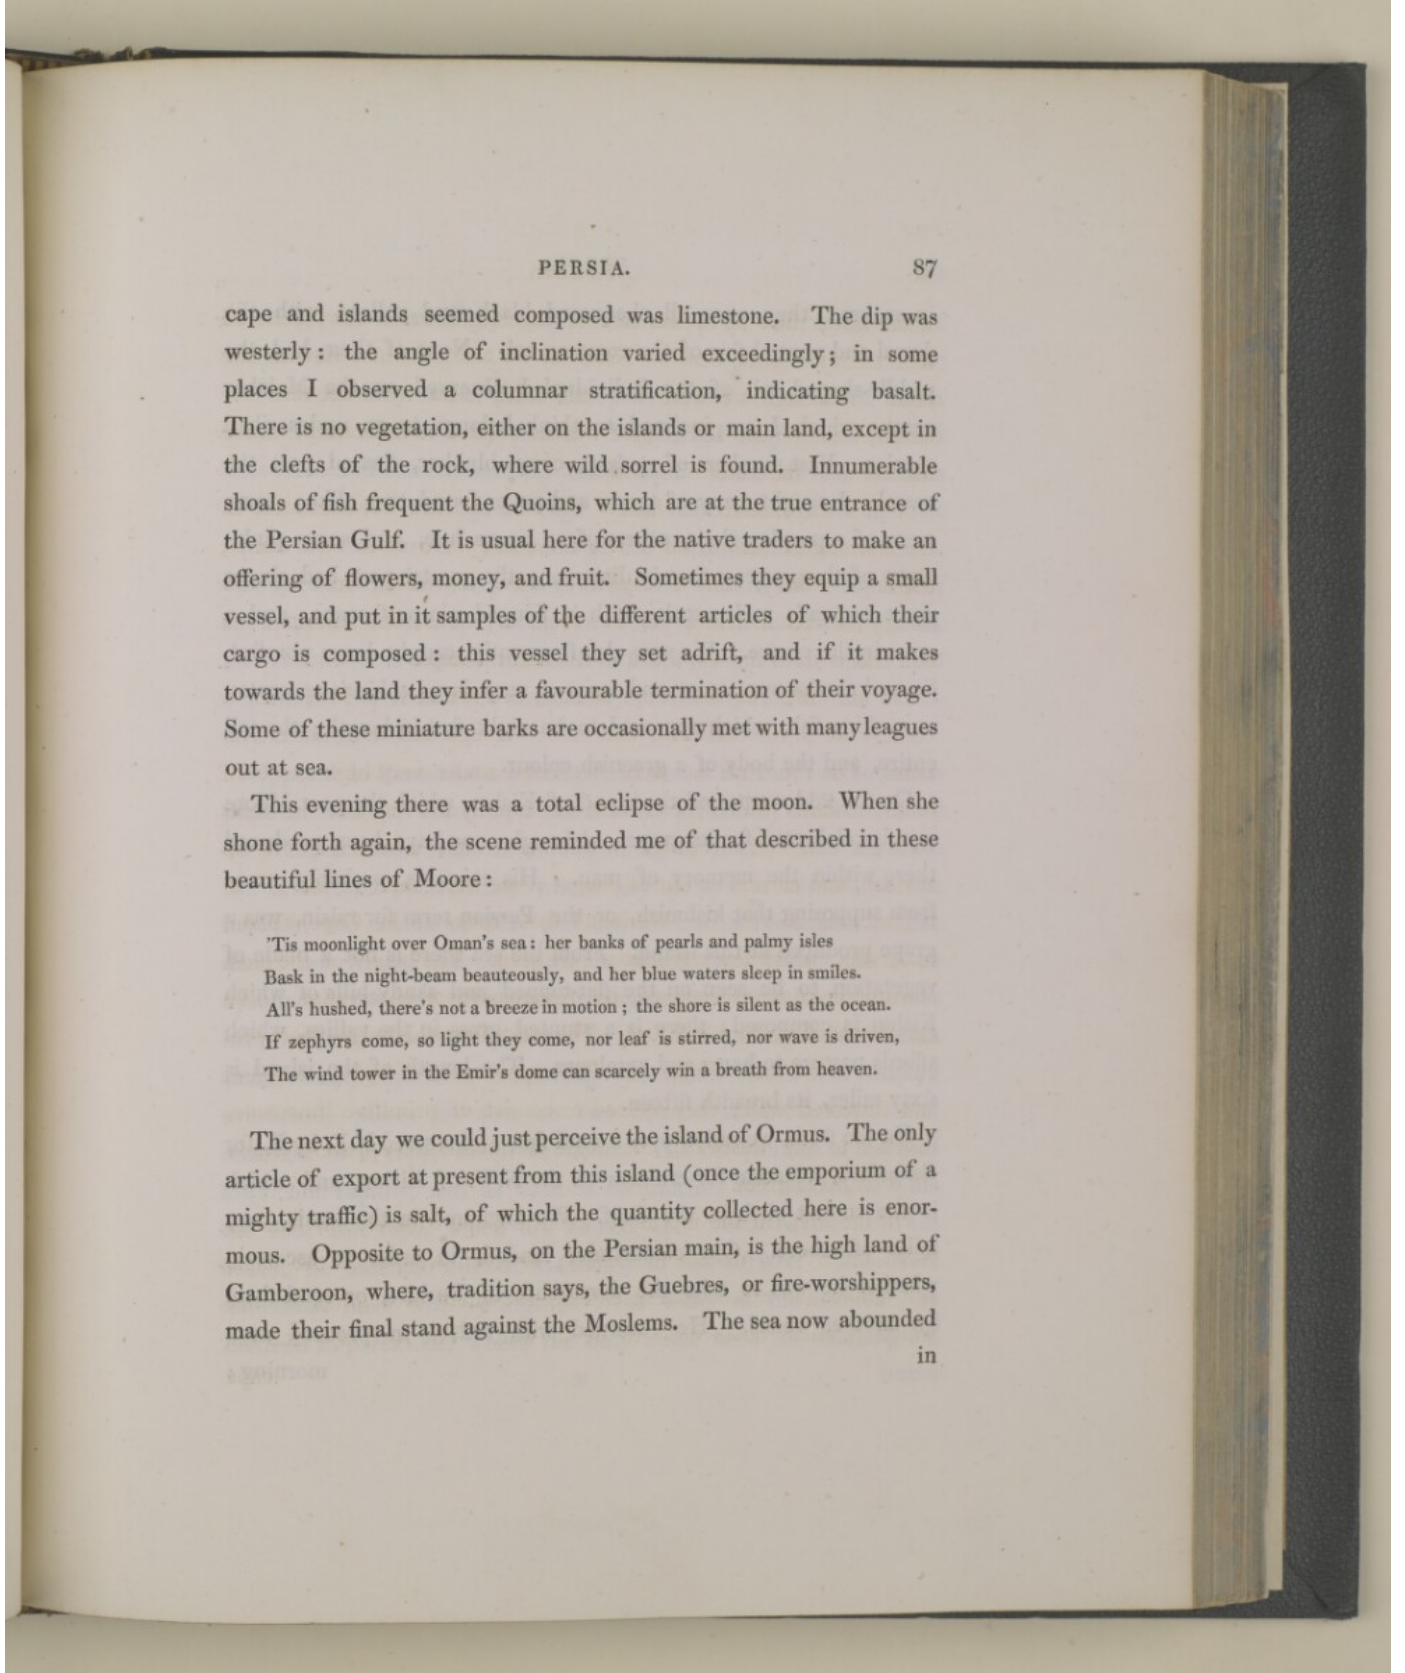 PERSIA. 87
cape and islands seemed composed was limestone. The dip was
westerly: the angle of inclination varied exceedingly; in some
places I observed a columnar stratification, indicating basalt.
There is no vegetation, either on the islands or main land, except in
the clefts of the rock, where wild sorrel is found. Innumerable
shoals of fish frequent the Quoins, which are at the true entrance of
the Persian Gulf. It is usual here for the native traders to make an
offering of flowers, money, and fruit. Sometimes they equip a small
vessel, and put in it samples of the different articles of which their
cargo is composed: this vessel they set adrift, and if it makes
towards the land they infer a favourable termination of their voyage.
Some of these miniature barks are occasionally met with many leagues
out at sea.
This evening there was a total eclipse of the moon. When she
shone forth again, the scene reminded me of that described in these
beautiful lines of Moore:
'Tis moonlight over Oman's sea: her banks of pearls and palmy isles
Bask in the night-beam beauteously, and her blue waters sleep in smiles.
All's hushed, there's not a breeze in motion; the shore is silent as the ocean.
If zephyrs come, so light they come, nor leaf is stirred, nor wave is driven,
The wind tower in the Emir's dome can scarcely win a breath from heaven.
The next day we could just perceive the island of Ormus. The only
article of export at present from this island (once the emporium of a
mighty traffic) is salt, of which the quantity collected here is enor-
mous. Opposite to Ormus, on the Persian main, is the high land of
Gamberoon, where, tradition says, the Guebres, or fire-worshippers,
made their final stand against the Moslems. The sea now abounded
in